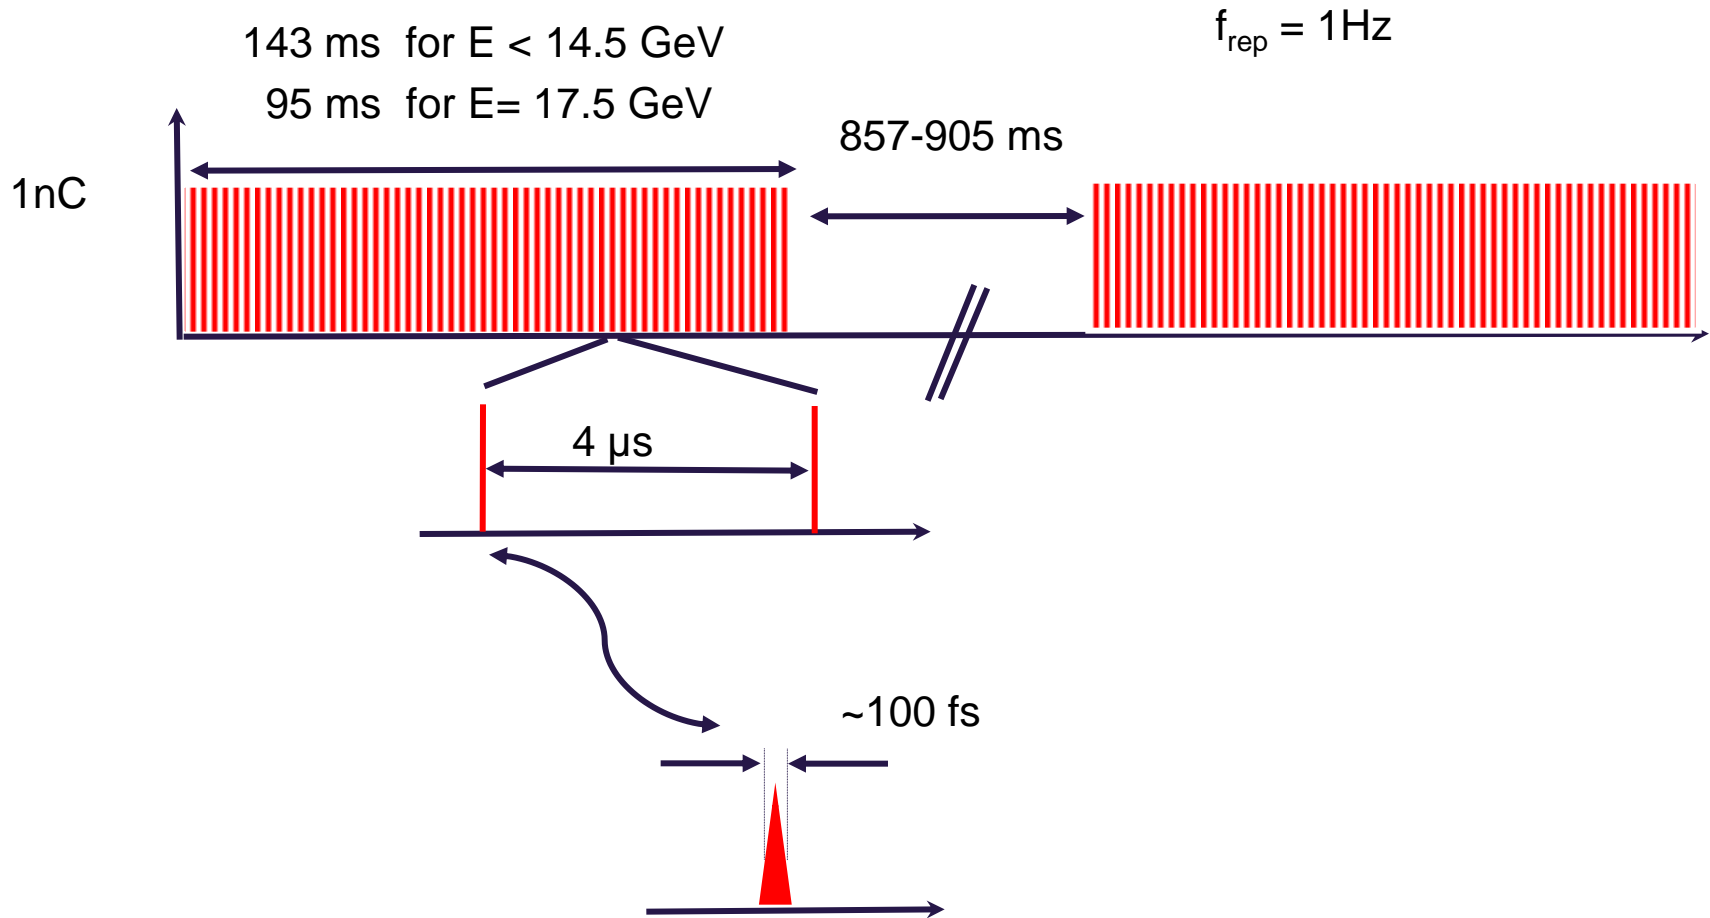 143 ms for E < 14.5 GeV
95 ms for E= 17.5 GeV
f_rep = 1Hz
857-905 ms
1nC
4 µs
~100 fs